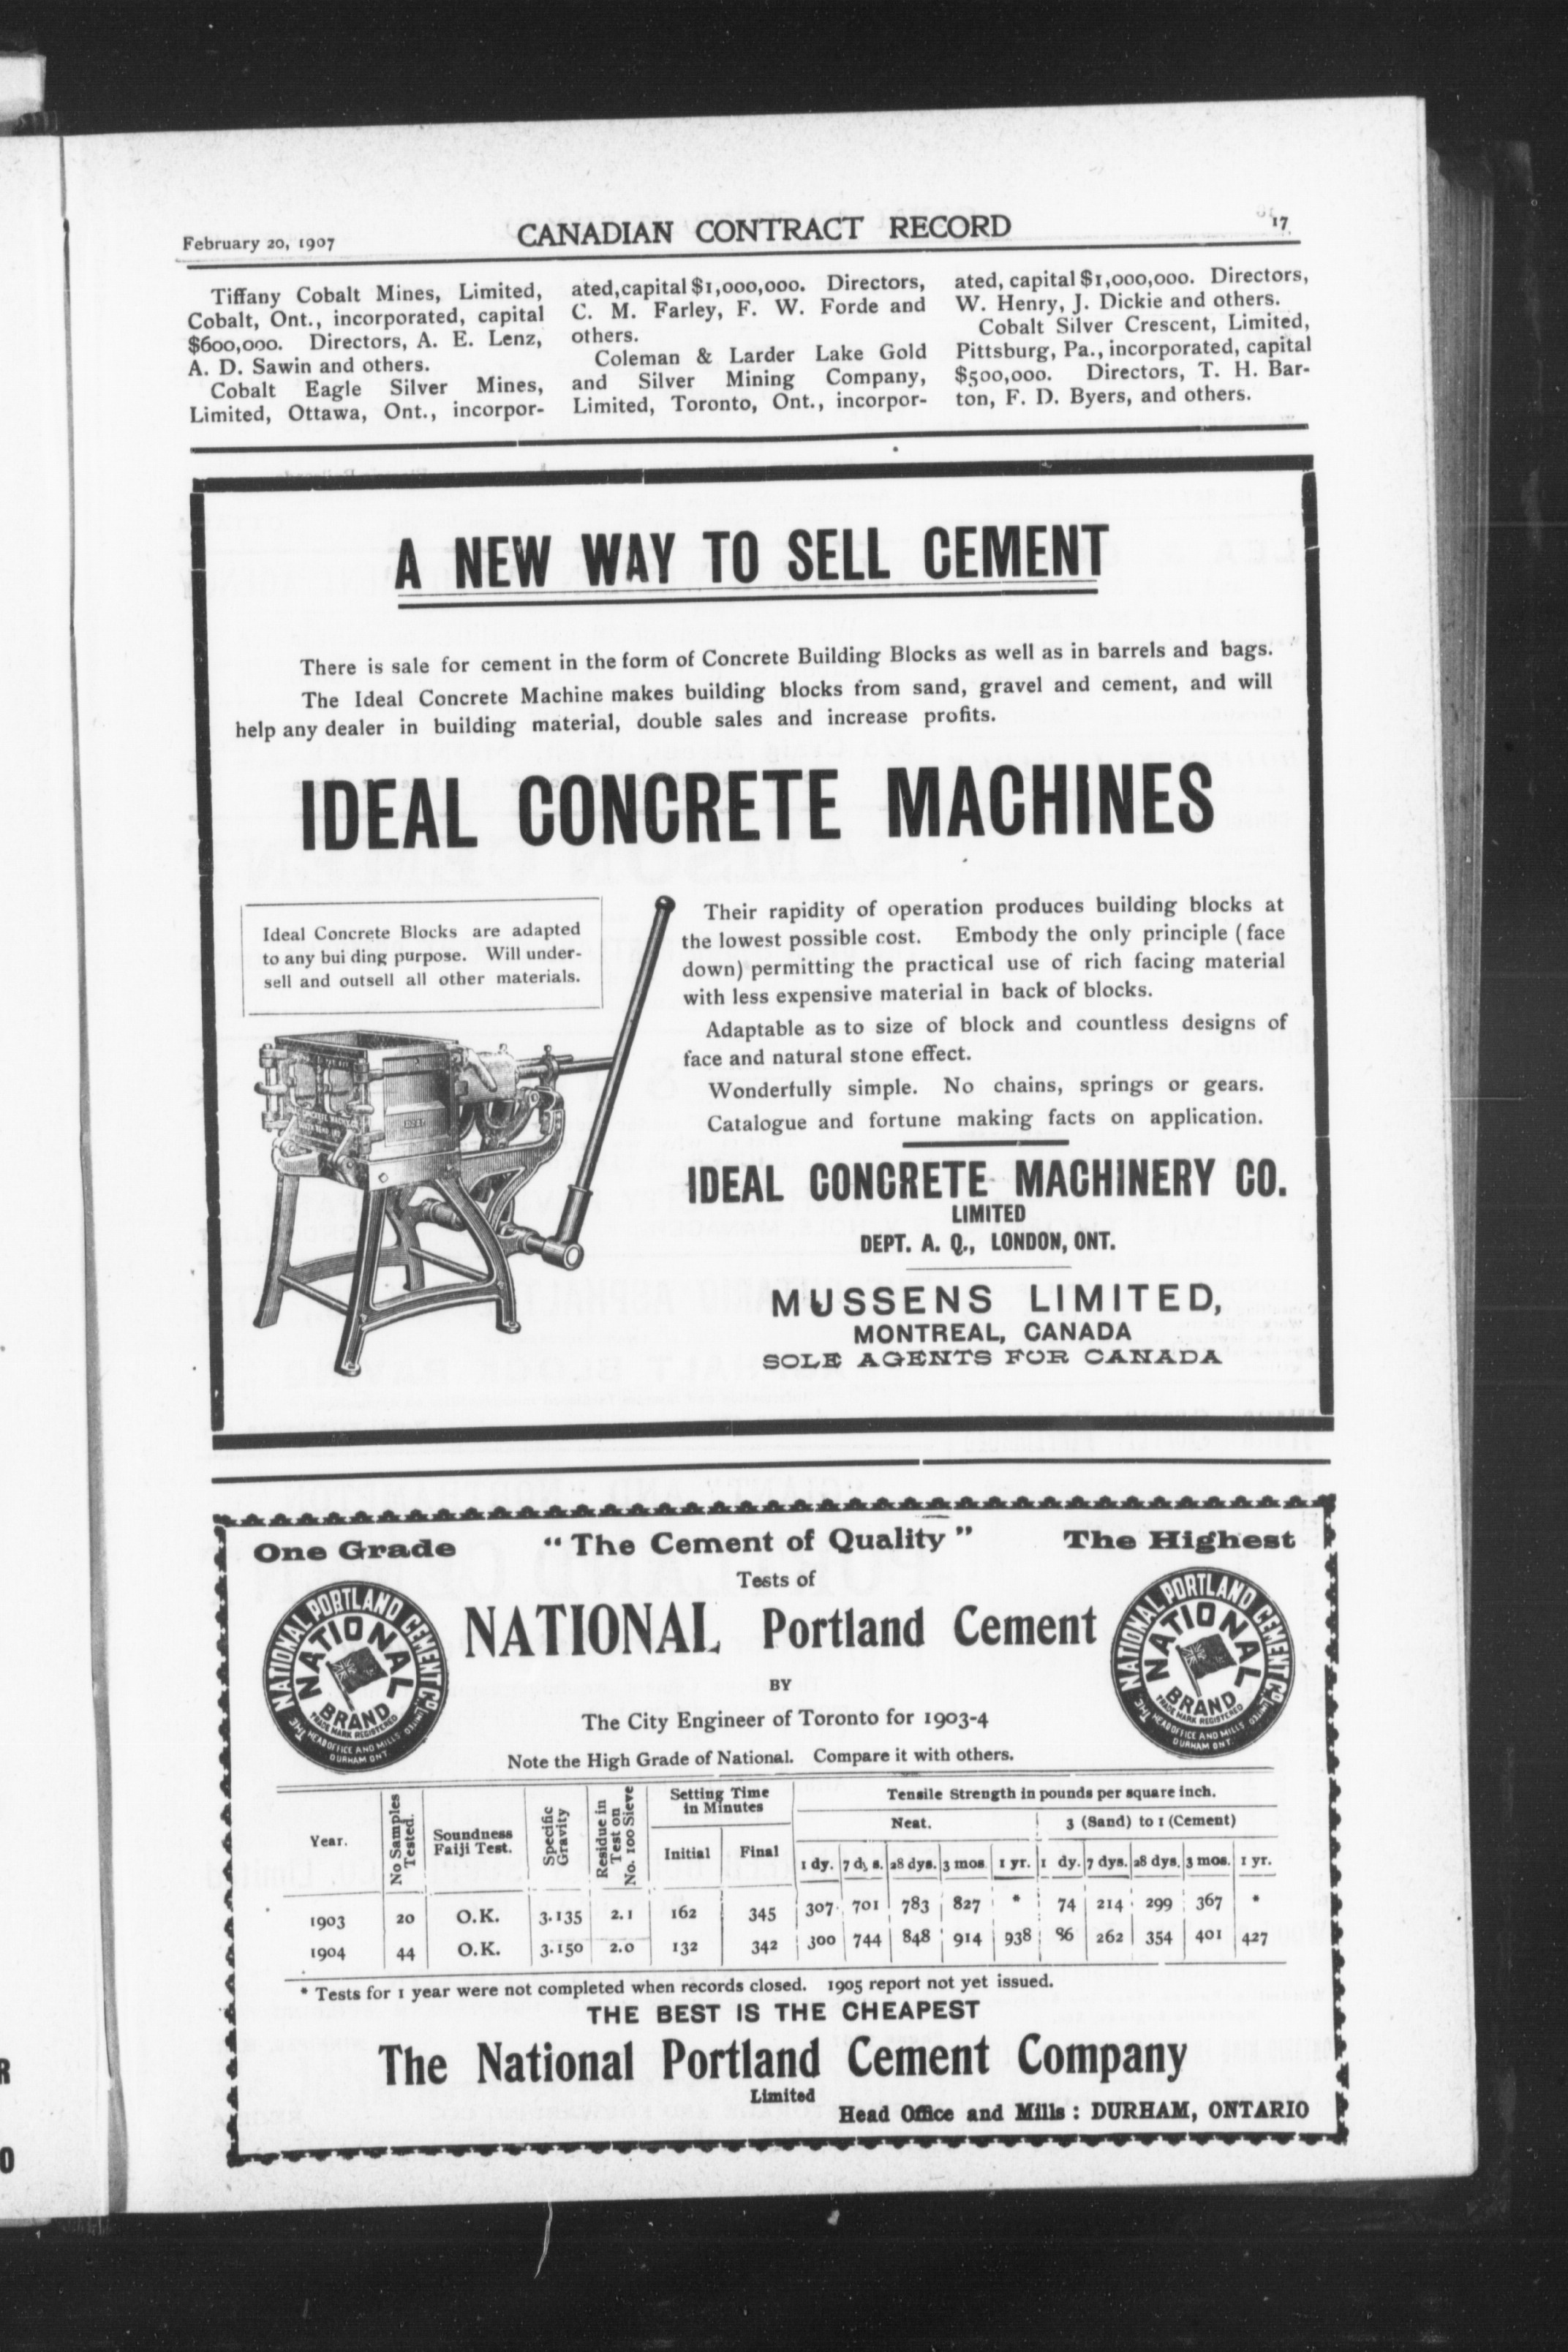 February 20, 1907
CANADIAN CONTRACT RECORD
17
Tiffany Cobalt Mines, Limited,
Cobalt, Ont., incorporated, capital
$600,000. Directors, A. E. Lenz,
A. D. Sawin and others.
Cobalt Eagle Silver Mines,
Limited, Ottawa, Ont., incorpor-
ated, capital $1,000,000. Directors,
C. M. Farley, F. W. Forde and
others.
Coleman & Larder Lake Gold
and Silver Mining Company,
Limited, Toronto, Ont., incorpor-
ated, capital $1,000,000. Directors,
W. Henry, J. Dickie and others.
Cobalt Silver Crescent, Limited,
Pittsburg, Pa., incorporated, capital
$500,000. Directors, T. H. Bar-
ton, F. D. Byers, and others.
A NEW WAY TO SELL CEMENT
There is sale for cement in the form of Concrete Building Blocks as well as in barrels and bags.
The Ideal Concrete Machine makes building blocks from sand, gravel and cement, and will
help any dealer in building material, double sales and increase profits.
IDEAL CONCRETE MACHINES
Ideal Concrete Blocks are adapted
to any bui ding purpose. Will under-
sell and outsell all other materials.
Their rapidity of operation produces building blocks at
the lowest possible cost. Embody the only principle (face
down) permitting the practical use of rich facing material
with less expensive material in back of blocks.
Adaptable as to size of block and countless designs of
face and natural stone effect.
Wonderfully simple. No chains, springs or gears.
Catalogue and fortune making facts on application.
IDEAL CONCRETE MACHINERY CO.
LIMITED
DEPT. A. Q., LONDON, ONT.
MUSSENS LIMITED,
MONTREAL, CANADA
SOLE AGENTS FOR CANADA
One Grade
"The Cement of Quality"
The Highest
Tests of
NATIONAL Portland Cement
BY
The City Engineer of Toronto for 1903-4
Note the High Grade of National. Compare it with others.
THE NATIONAL PORTLAND CEMENT CO. LIMITED
NATIONAL
BRAND
TRADE MARK REGISTERED
HEAD OFFICE AND MILLS
DURHAM ONT.
THE NATIONAL PORTLAND CEMENT CO. LIMITED
NATIONAL
BRAND
TRADE MARK REGISTERED
HEAD OFFICE AND MILLS
DURHAM ONT.
Year. No Samples Tested. Soundness Faiji Test. Specific Gravity Residue in Test on No. 100 Sieve Setting Time in Minutes Tensile Strength in pounds per square inch.
Neat. 3 (Sand) to 1 (Cement)
Initial Final 1 dy. 7 dys. 28 dys. 3 mos 1 yr. 1 dy. 7 dys. 28 dys. 3 mos. 1 yr.
1903 20 O.K. 3.135 2.1 162 345 307 701 783 827 * 74 214 299 367 *
1904 44 O.K. 3.150 2.0 132 342 300 744 848 914 938 86 262 354 401 427
* Tests for 1 year were not completed when records closed. 1905 report not yet issued.
THE BEST IS THE CHEAPEST
The National Portland Cement Company
Limited
Head Office and Mills: DURHAM, ONTARIO